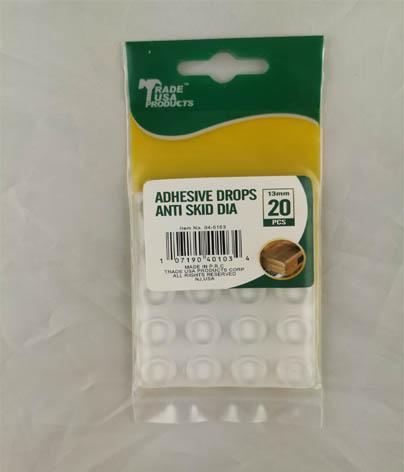 TRADE™
USA
PRODUCTS
ADHESIVE DROPS
ANTI SKID DIA
13mm
20
PCS
Item No. 04-0103
1 07190 40103 4
MADE IN P.R.C
TRADE USA PRODUCTS CORP
ALL RIGHTS RESERVED
NJ,USA